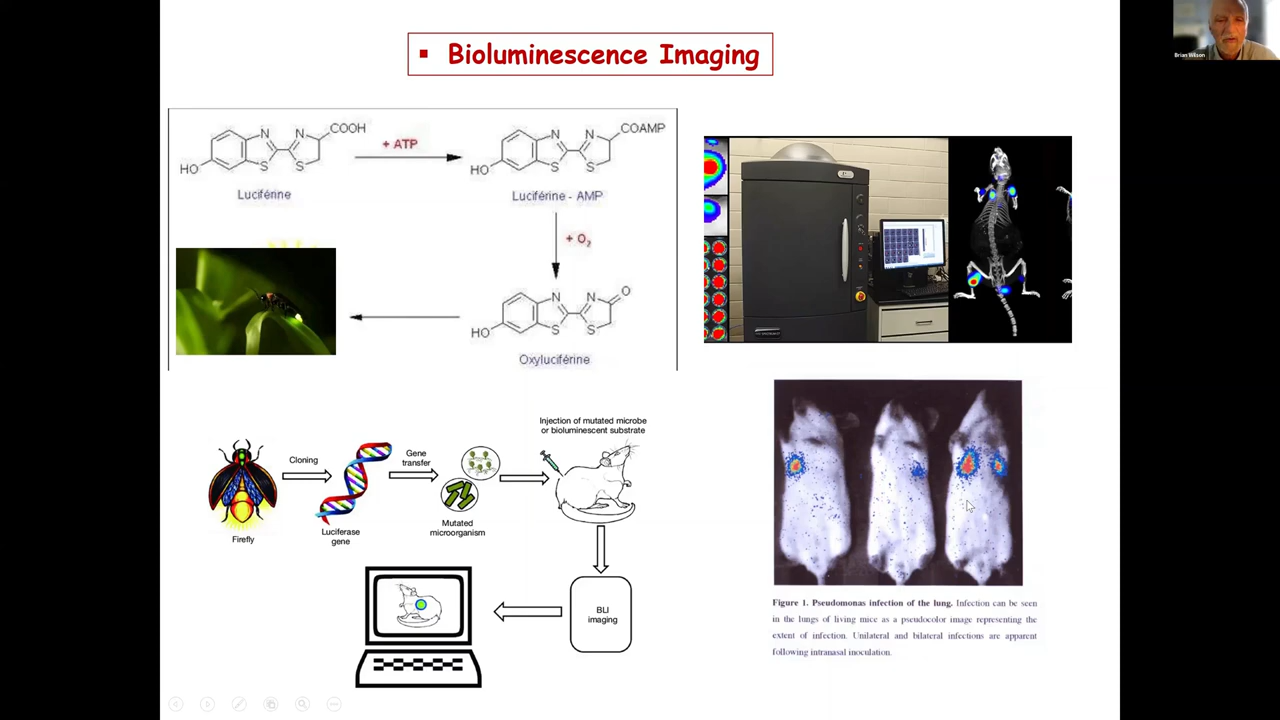 ▪ Bioluminescence Imaging
Brian Wilson
COOH
N
N
S
S
HO
Luciférine
+ ATP
COAMP
N
N
S
S
HO
Luciférine - AMP
+ O₂
N
N
O
S
S
HO
Oxyluciférine
Firefly
Cloning
Luciferase
gene
Gene
transfer
Mutated
microorganism
Injection of mutated microbe
or bioluminescent substrate
BLI
imaging
Figure 1. Pseudomonas infection of the lung. Infection can be seen
in the lungs of living mice as a pseudocolor image representing the
extent of infection. Unilateral and bilateral infections are apparent
following intranasal inoculation.